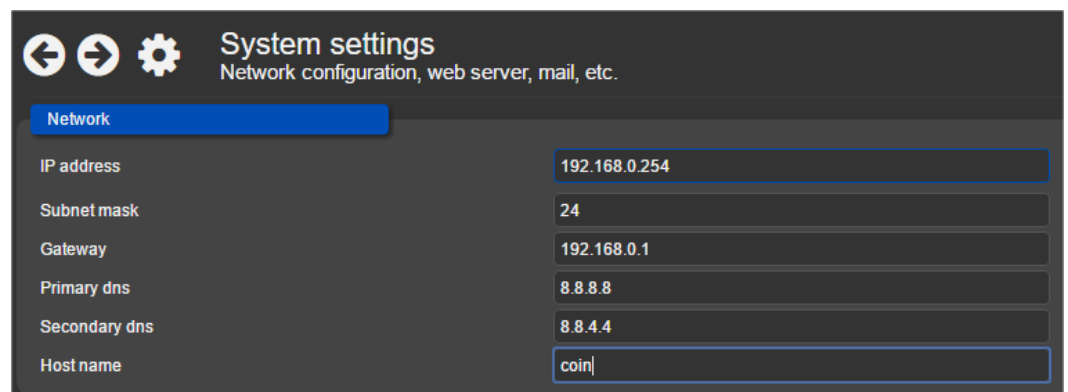 System settings
Network configuration, web server, mail, etc.
Network
IP address 192.168.0.254
Subnet mask 24
Gateway 192.168.0.1
Primary dns 8.8.8.8
Secondary dns 8.8.4.4
Host name coin